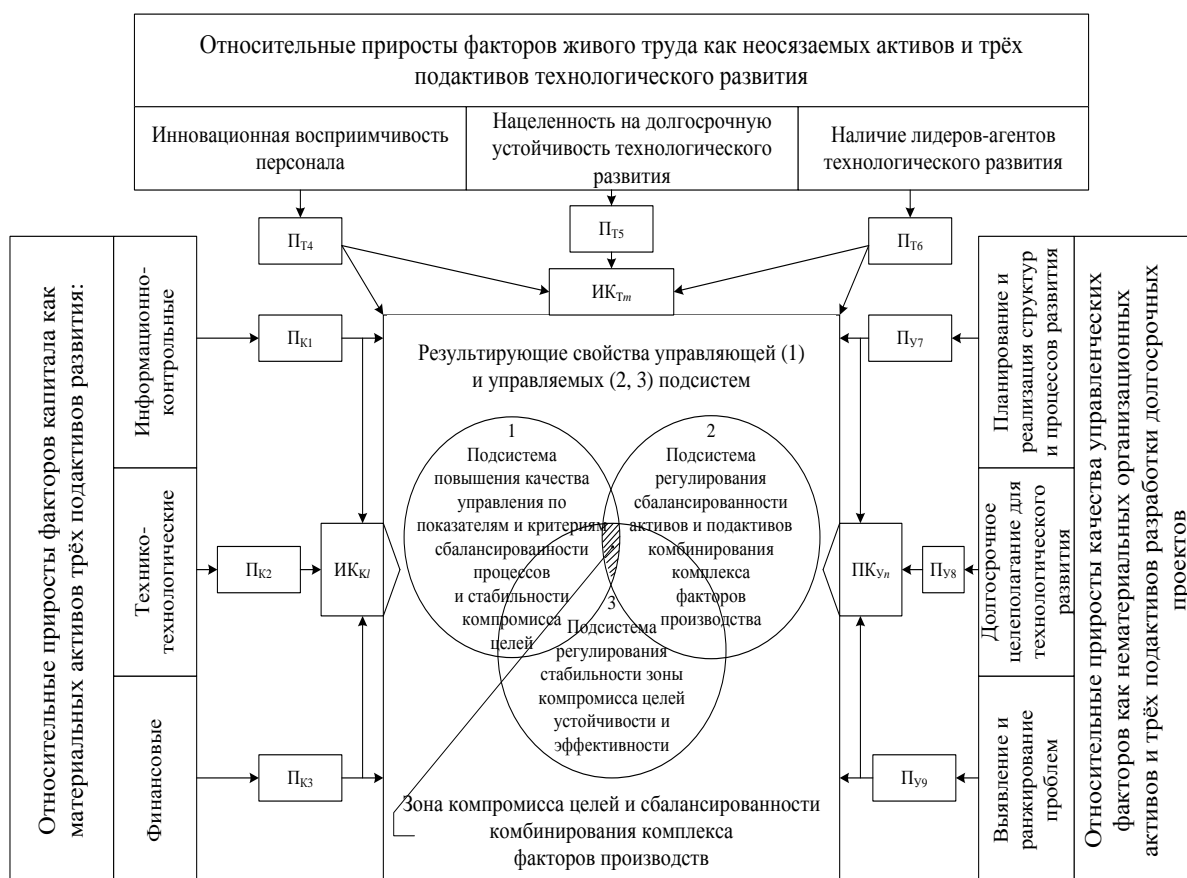 Относительные приросты факторов живого труда как неосязаемых активов и трёх
подактивов технологического развития
Инновационная восприимчивость
персонала
Нацеленность на долгосрочную
устойчивость технологического
развития
Наличие лидеров-агентов
технологического развития
Относительные приросты факторов капитала как
материальных активов трёх подактивов развития:
Информационно-
контрольные
Технико-
технологические
Финансовые
ПТ4
ПТ5
ПТ6
ИКТm
ПК1
ПК2
ПК3
ИККl
Результирующие свойства управляющей (1)
и управляемых (2, 3) подсистем
1
Подсистема
повышения качества
управления по
показателям и критериям
сбалансированности
процессов
и стабильности
компромисса
целей
2
Подсистема
регулирования
сбалансированности
активов и подактивов
комбинирования
комплекса
факторов
производства
3
Подсистема
регулирования
стабильности зоны
компромисса целей
устойчивости и
эффективности
Зона компромисса целей и сбалансированности
комбинирования комплекса
факторов производств
ПУ7
ПКУn
ПУ8
ПУ9
Планирование и
реализация структур
и процессов развития
Долгосрочное
целеполагание для
технологического
развития
Выявление и
ранжирование
проблем
Относительные приросты качества управленческих
факторов как нематериальных организационных
активов и трёх подактивов разработки долгосрочных
проектов